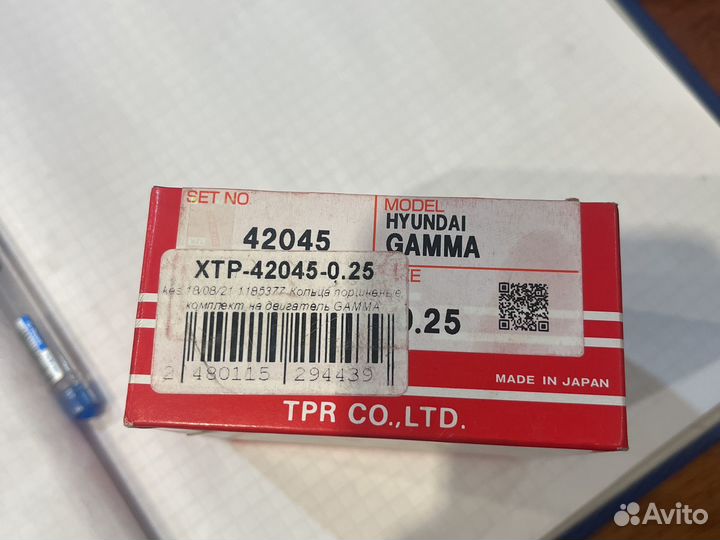 SET NO.
42045
MODEL
HYUNDAI
GAMMA
XTP-42045-0.25
kes 18/08/21 1185377 Кольца поршневые
комплект на двигатель GAMMA
2 480115 294439
0.25
MADE IN JAPAN
TPR CO.,LTD.
Avito